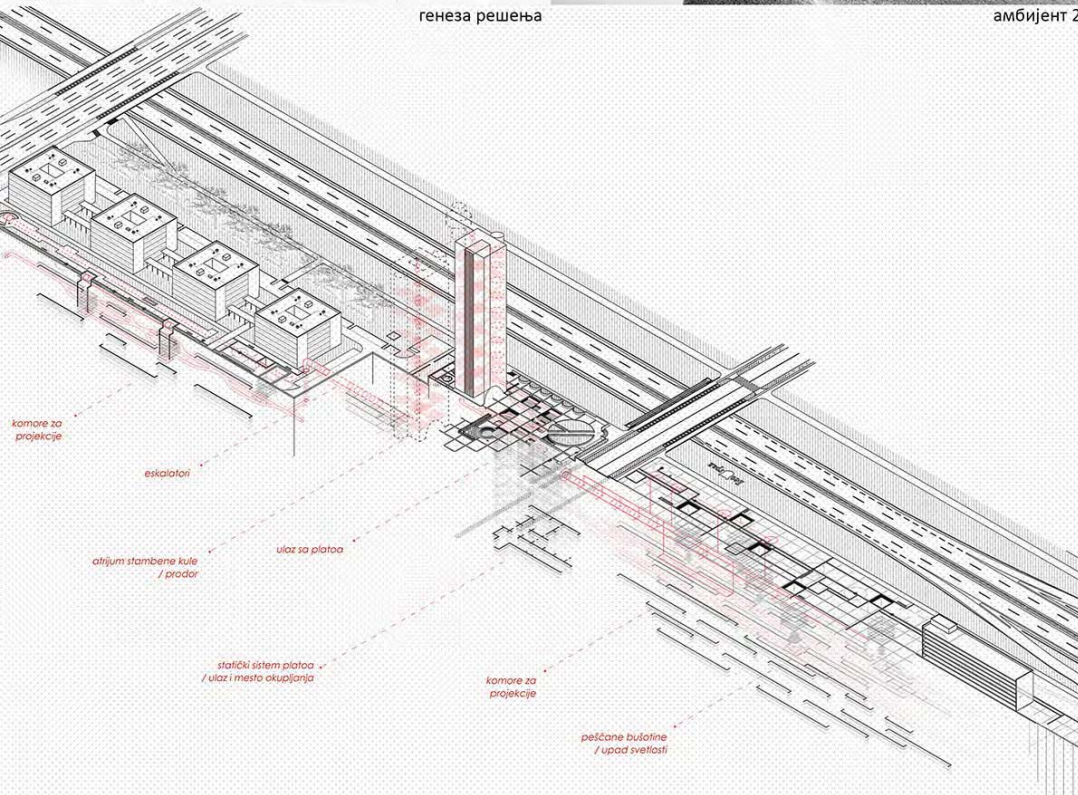 генеза решења
амбијент 2
komore za
projekcije
eskalatori
ulaz sa platoa
atrijum stambene kule
/ prodor
statički sistem platoa
/ ulaz i mesto okupljanja
komore za
projekcije
peščane bušotine
/ upad svetlosti